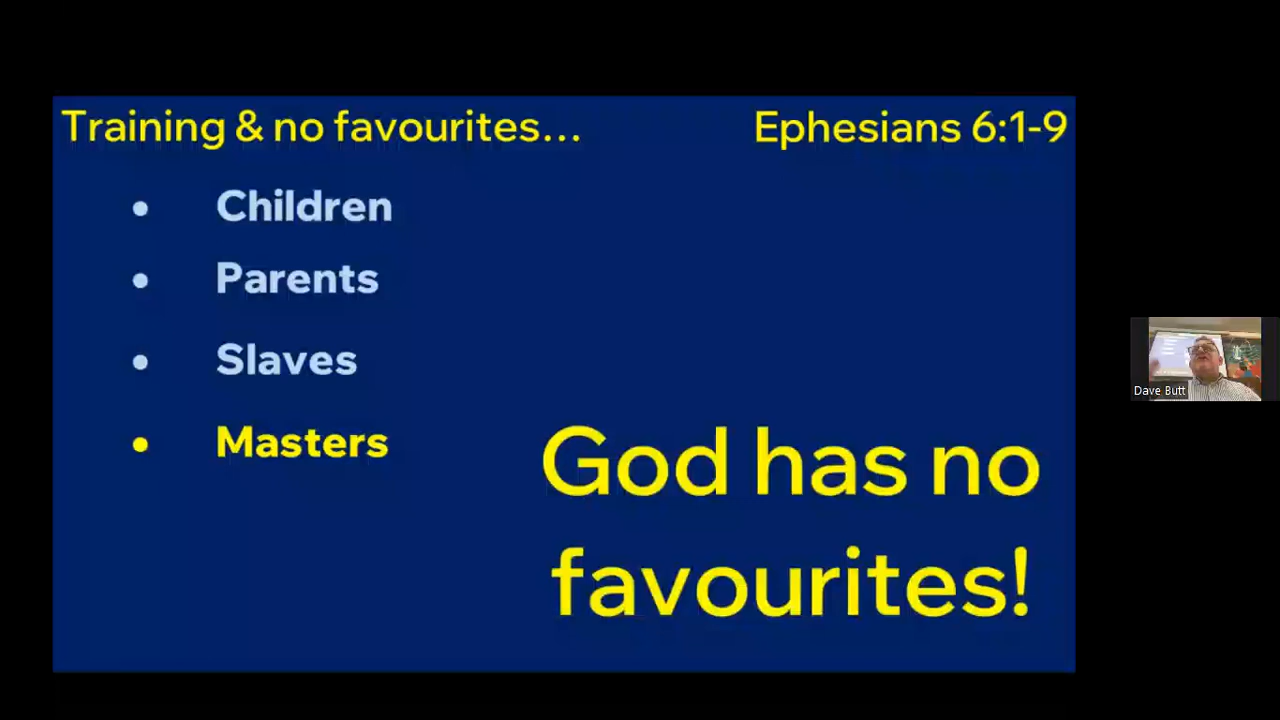 Training & no favourites...
Ephesians 6:1-9
• Children
• Parents
• Slaves
• Masters
God has no
favourites!
Dave Butt